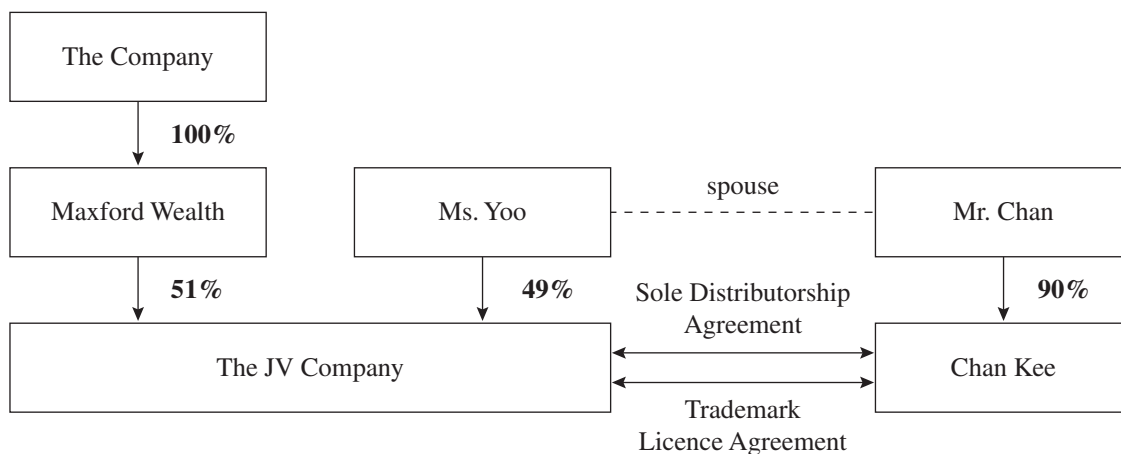 The Company
100%
Maxford Wealth
Ms. Yoo
spouse
Mr. Chan
51%
49%
Sole Distributorship
Agreement
90%
The JV Company
Chan Kee
Trademark
Licence Agreement